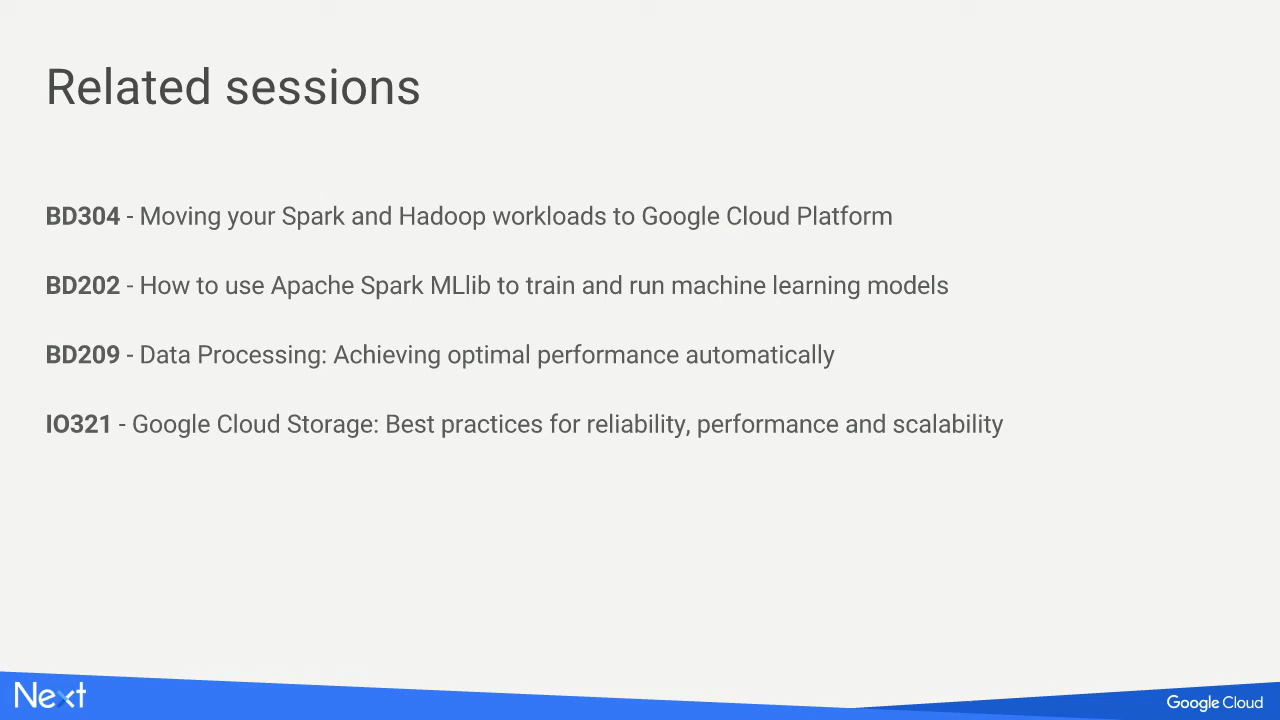 Related sessions
BD304 - Moving your Spark and Hadoop workloads to Google Cloud Platform
BD202 - How to use Apache Spark MLlib to train and run machine learning models
BD209 - Data Processing: Achieving optimal performance automatically
IO321 - Google Cloud Storage: Best practices for reliability, performance and scalability
Next
Google Cloud